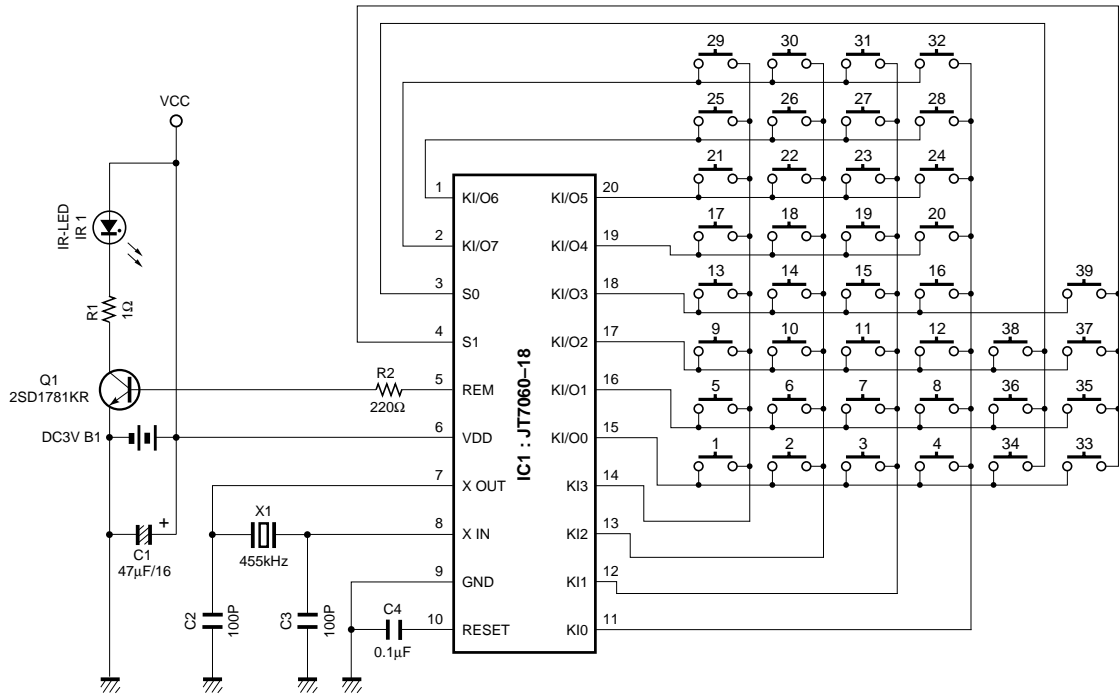 29 30 31 32
VCC
25 26 27 28
21 22 23 24
1 KI/O6 KI/O5 20
IR-LED
IR 1
17 18 19 20
2 KI/O7 KI/O4 19
13 14 15 16 39
3 S0 KI/O3 18
R1
1Ω
9 10 11 12 38 37
4 S1 KI/O2 17
IC1 : JT7060–18
Q1
2SD1781KR
R2
220Ω
5 REM KI/O1 16
5 6 7 8 36 35
DC3V B1
6 VDD KI/O0 15
1 2 3 4 34 33
7 X OUT KI3 14
X1
455kHz
8 X IN KI2 13
+
C1
47µF/16
9 GND KI1 12
C2
100P
C3
100P
C4
0.1µF
10 RESET KI0 11